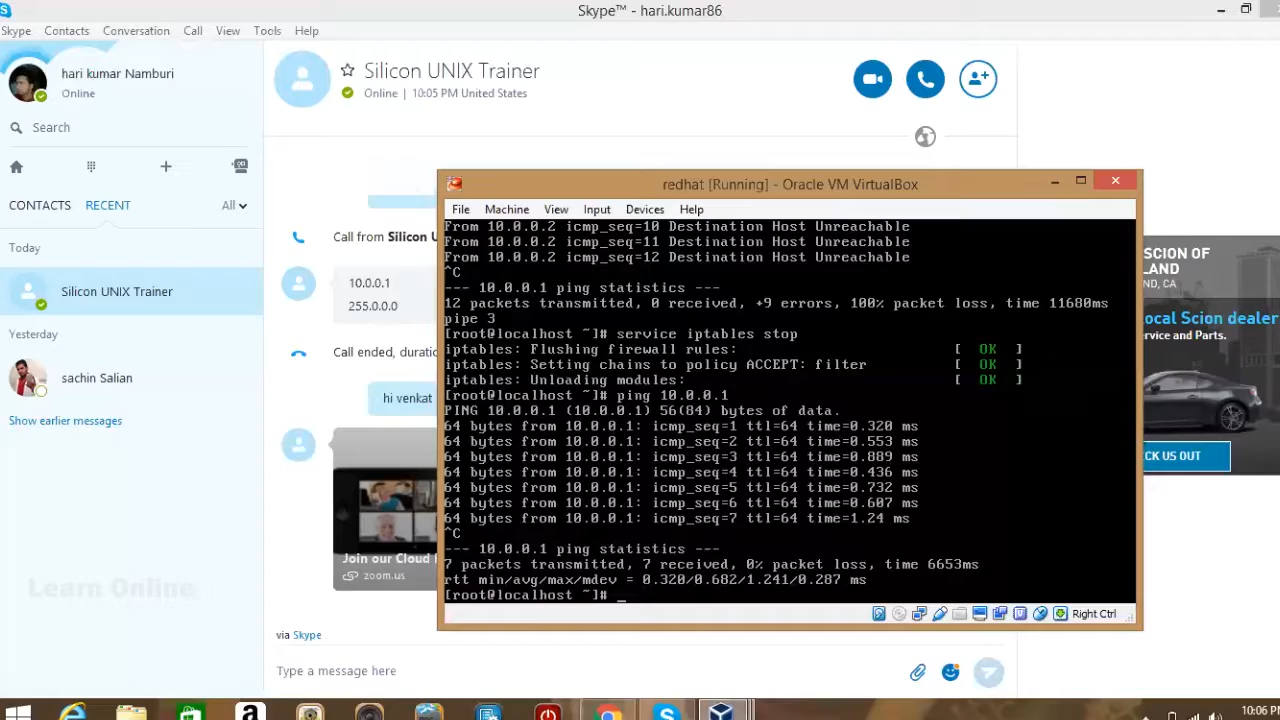 Skype™ - hari.kumar86
Skype Contacts Conversation Call View Tools Help
hari kumar Namburi
Online
Search
CONTACTS RECENT All
Today
Silicon UNIX Trainer
Yesterday
sachin Salian
Show earlier messages
Learn Online
Silicon UNIX Trainer
Online | 10:05 PM United States
Call from Silicon U
10.0.0.1
255.0.0.0
Call ended, duratio
hi venkat
Join our Cloud
zoom.us
via Skype
Type a message here
redhat [Running] - Oracle VM VirtualBox
File Machine View Input Devices Help
From 10.0.0.2 icmp_seq=10 Destination Host Unreachable
From 10.0.0.2 icmp_seq=11 Destination Host Unreachable
From 10.0.0.2 icmp_seq=12 Destination Host Unreachable
^C
--- 10.0.0.1 ping statistics ---
12 packets transmitted, 0 received, +9 errors, 100% packet loss, time 11680ms
pipe 3
[root@localhost ~]# service iptables stop
iptables: Flushing firewall rules: [ OK ]
iptables: Setting chains to policy ACCEPT: filter [ OK ]
iptables: Unloading modules: [ OK ]
[root@localhost ~]# ping 10.0.0.1
PING 10.0.0.1 (10.0.0.1) 56(84) bytes of data.
64 bytes from 10.0.0.1: icmp_seq=1 ttl=64 time=0.320 ms
64 bytes from 10.0.0.1: icmp_seq=2 ttl=64 time=0.553 ms
64 bytes from 10.0.0.1: icmp_seq=3 ttl=64 time=0.889 ms
64 bytes from 10.0.0.1: icmp_seq=4 ttl=64 time=0.436 ms
64 bytes from 10.0.0.1: icmp_seq=5 ttl=64 time=0.732 ms
64 bytes from 10.0.0.1: icmp_seq=6 ttl=64 time=0.607 ms
64 bytes from 10.0.0.1: icmp_seq=7 ttl=64 time=1.24 ms
^C
--- 10.0.0.1 ping statistics ---
7 packets transmitted, 7 received, 0% packet loss, time 6653ms
rtt min/avg/max/mdev = 0.320/0.682/1.241/0.287 ms
[root@localhost ~]# _
Right Ctrl
SCION OF
LAND
ND, CA
Local Scion dealer
ervice and Parts.
CK US OUT
10:06 PM